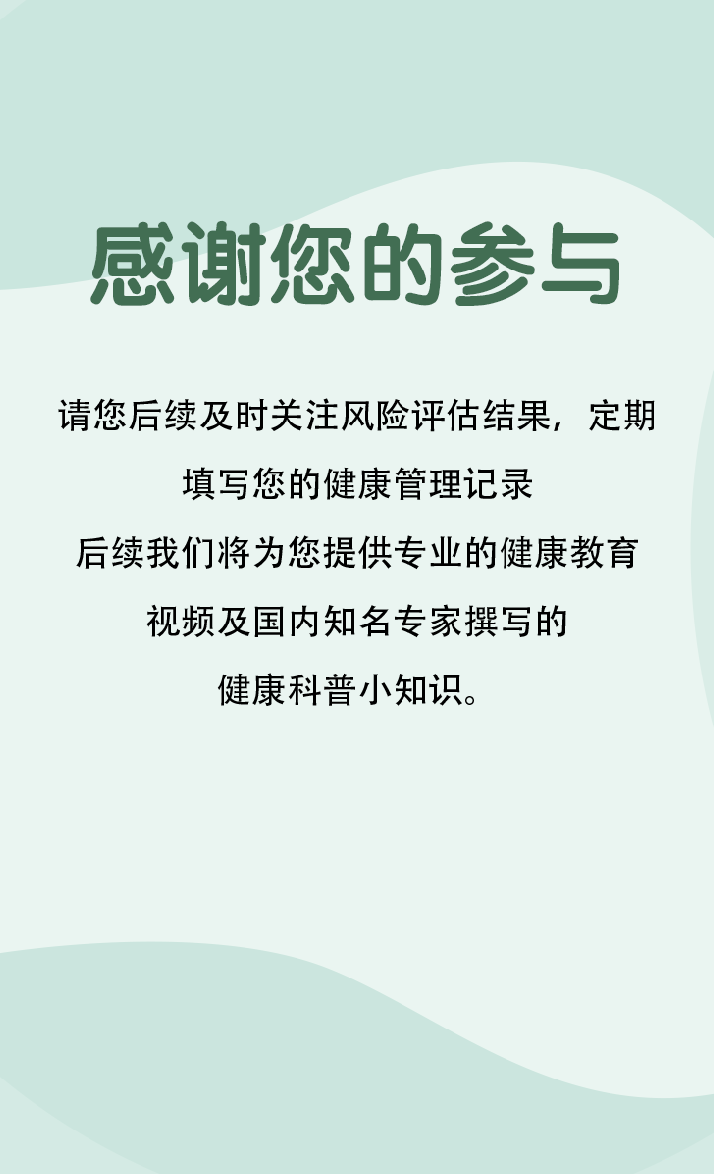 感谢您的参与
请您后续及时关注风险评估结果，定期
填写您的健康管理记录
后续我们将为您提供专业的健康教育
视频及国内知名专家撰写的
健康科普小知识。